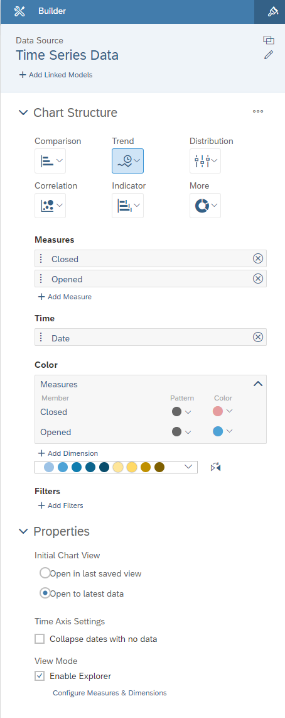 Builder
Data Source
Time Series Data
+ Add Linked Models
Chart Structure
Comparison Trend Distribution
Correlation Indicator More
Measures
Closed
Opened
+ Add Measure
Time
Date
Color
Measures
Member Pattern Color
Closed
Opened
+ Add Dimension
Filters
+ Add Filters
Properties
Initial Chart View
Open in last saved view
Open to latest data
Time Axis Settings
Collapse dates with no data
View Mode
Enable Explorer
Configure Measures & Dimensions